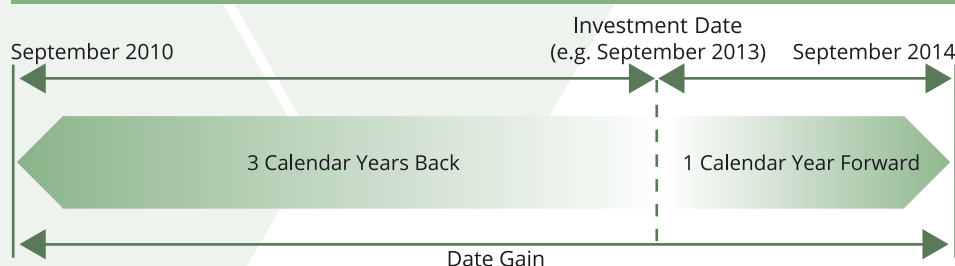 Investment Date
September 2010
(e.g. September 2013)
September 2014
3 Calendar Years Back
1 Calendar Year Forward
Date Gain